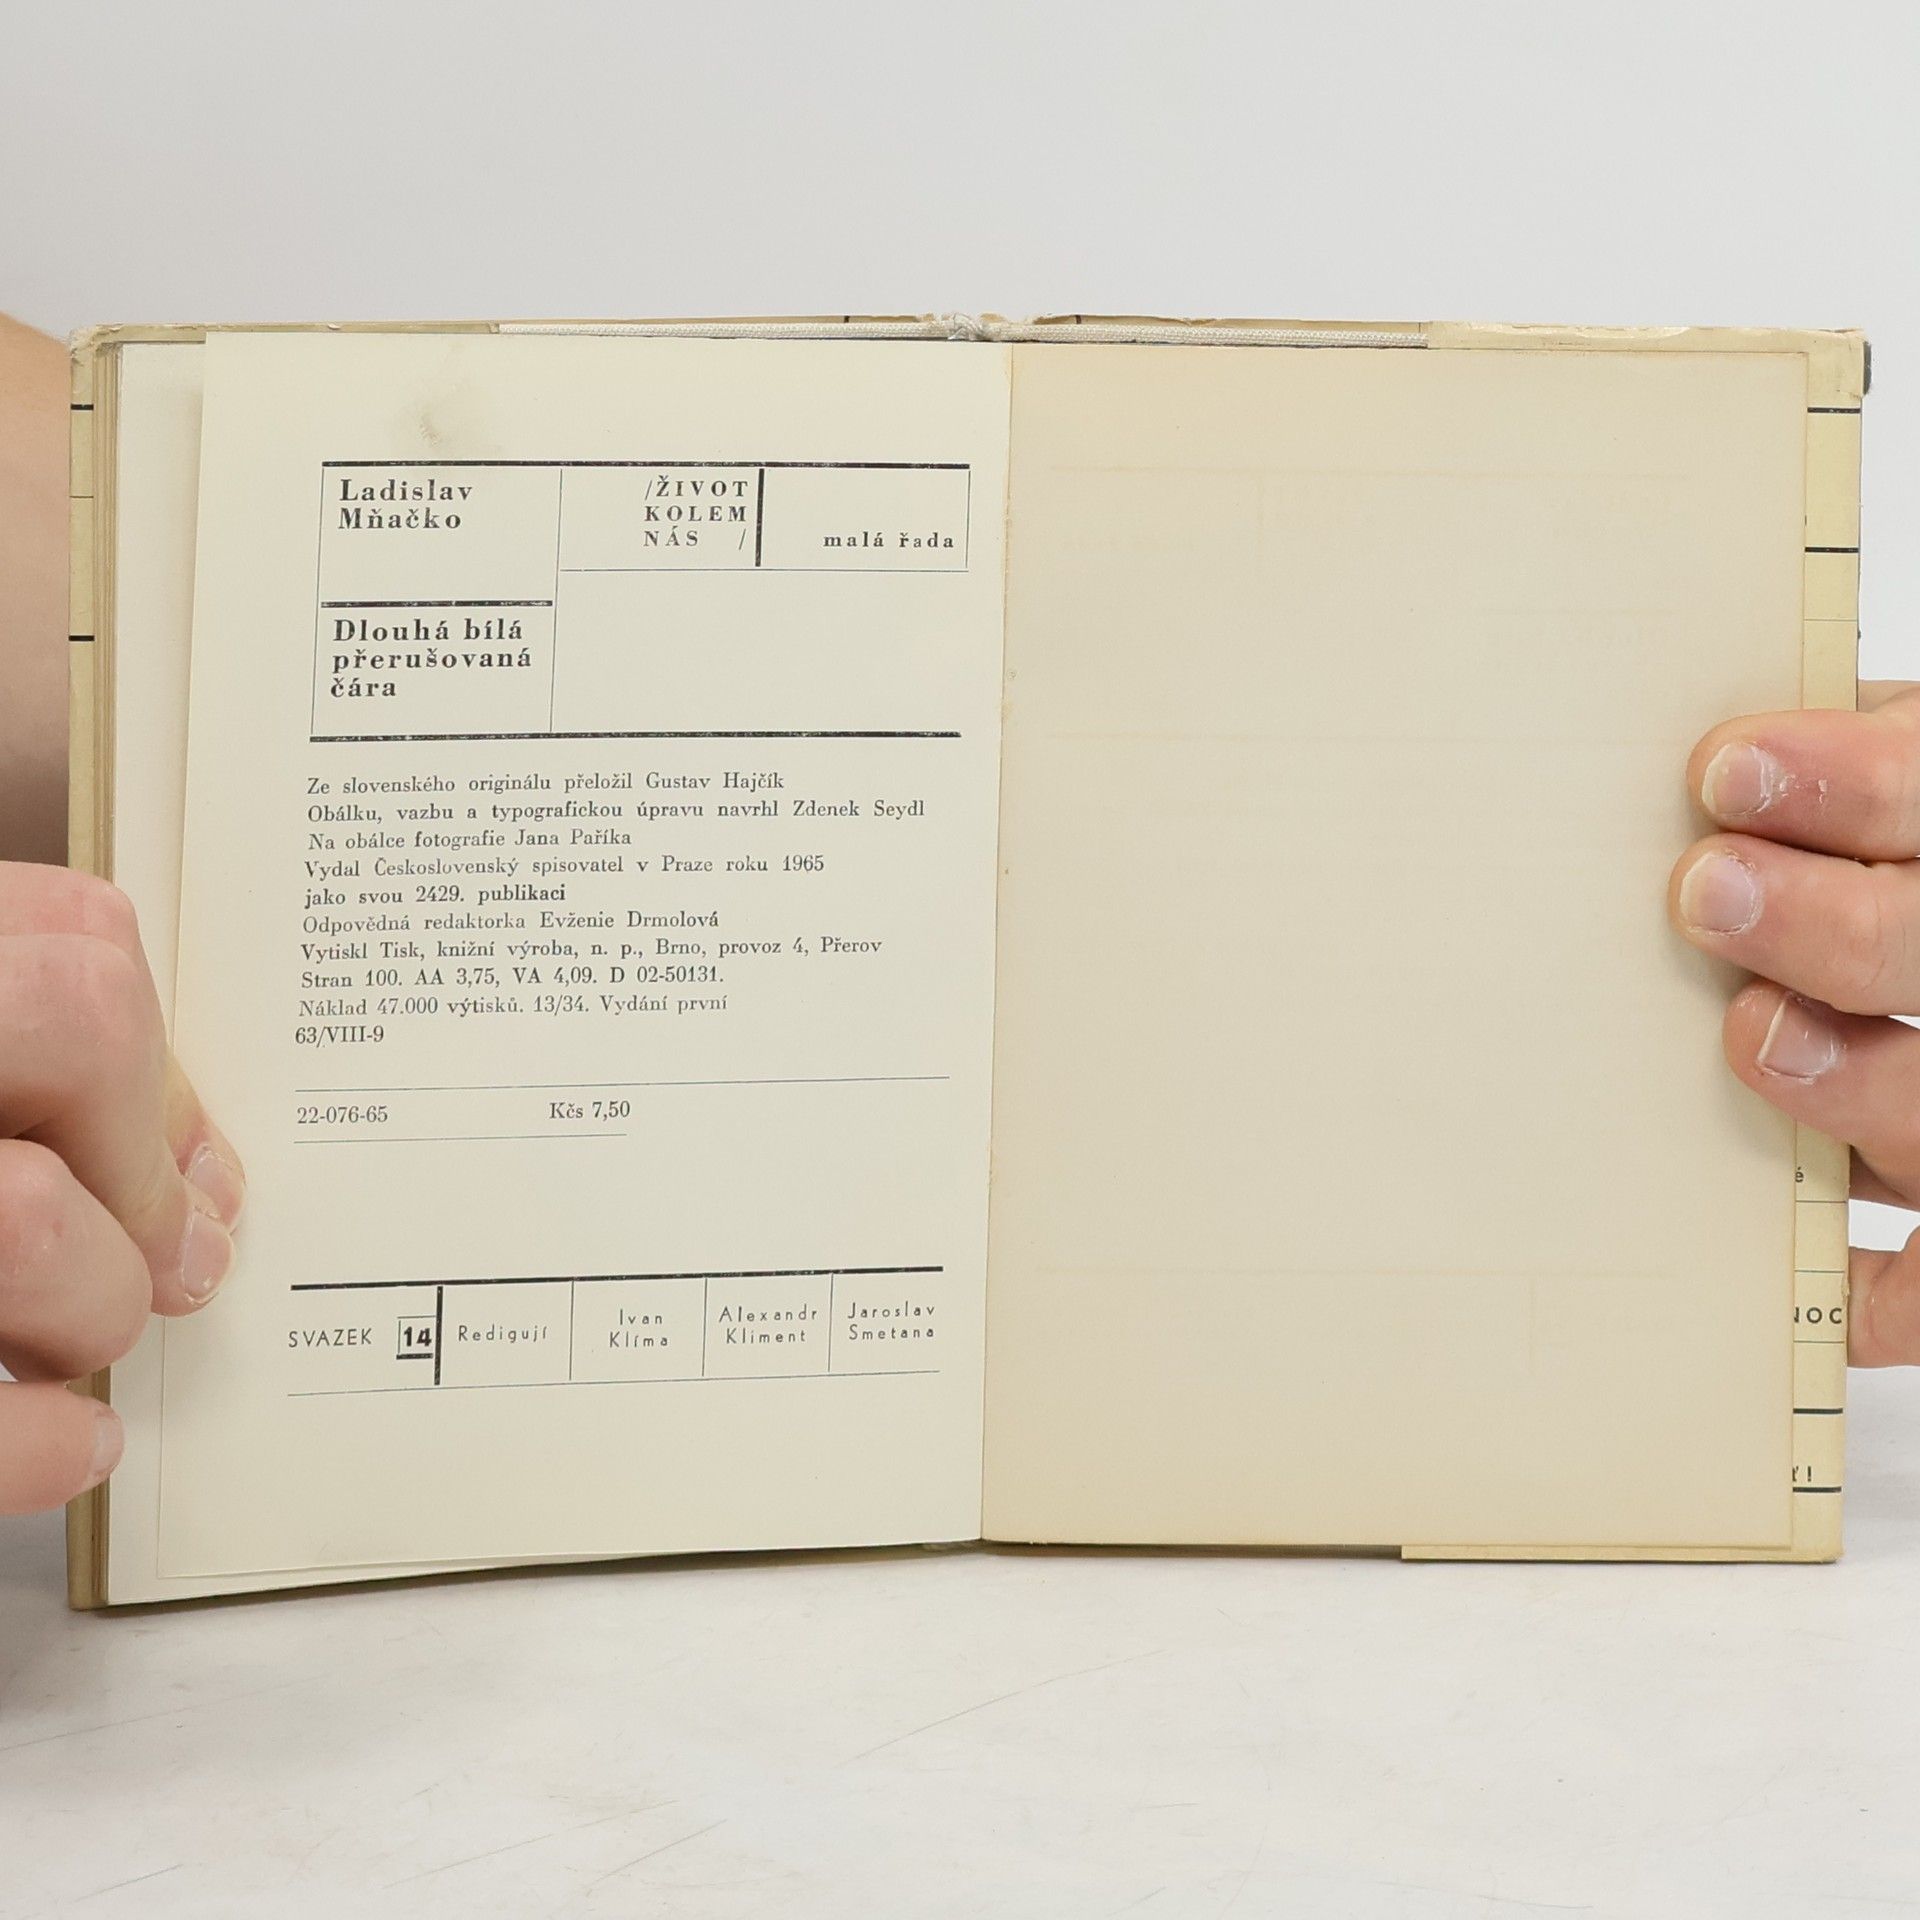 Ladislav
Mňačko
/ŽIVOT
KOLEM
NÁS /
malá řada
Dlouhá bílá
přerušovaná
čára
Ze slovenského originálu přeložil Gustav Hajčík
Obálku, vazbu a typografickou úpravu navrhl Zdenek Seydl
Na obálce fotografie Jana Paříka
Vydal Československý spisovatel v Praze roku 1965
jako svou 2429. publikaci
Odpovědná redaktorka Evženie Drmolová
Vytiskl Tisk, knižní výroba, n. p., Brno, provoz 4, Přerov
Stran 100. AA 3,75, VA 4,09. D 02-50131.
Náklad 47.000 výtisků. 13/34. Vydání první
63/VIII-9
22-076-65 Kčs 7,50
SVAZEK 14 Redigují
Ivan
Klíma
Alexandr
Kliment
Jaroslav
Smetana